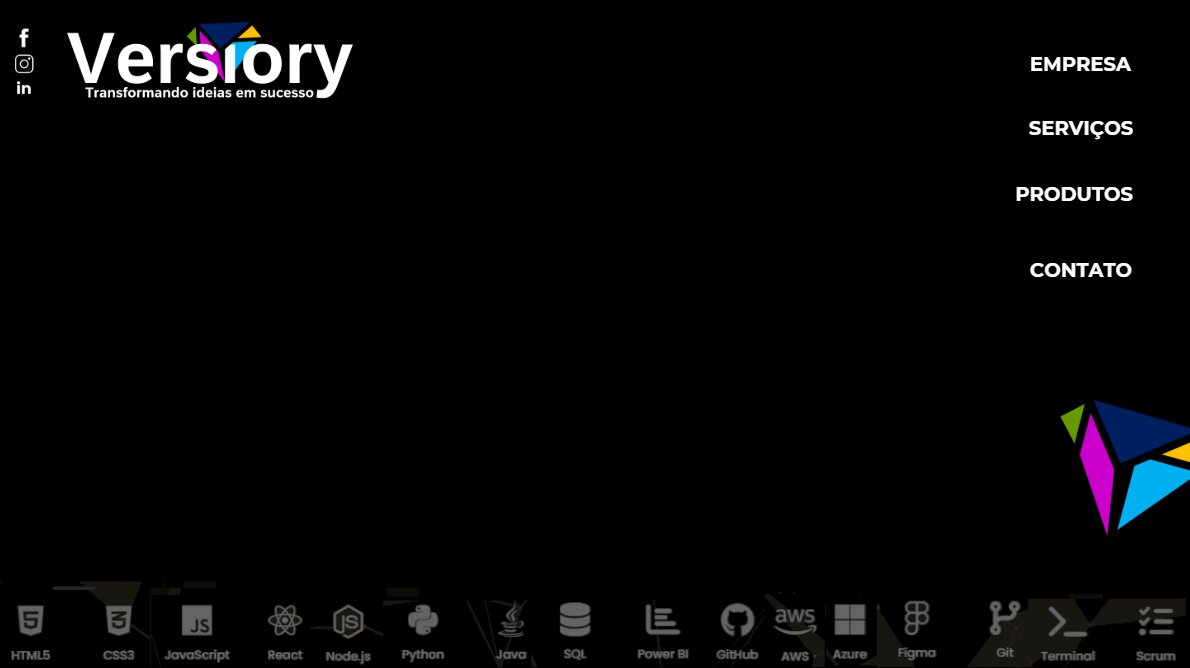 Versiory
Transformando ideias em sucesso
EMPRESA
SERVIÇOS
PRODUTOS
CONTATO
HTML5 CSS3 JavaScript React Node.js Python Java SQL Power BI GitHub AWS Azure Figma Git Terminal Scrum